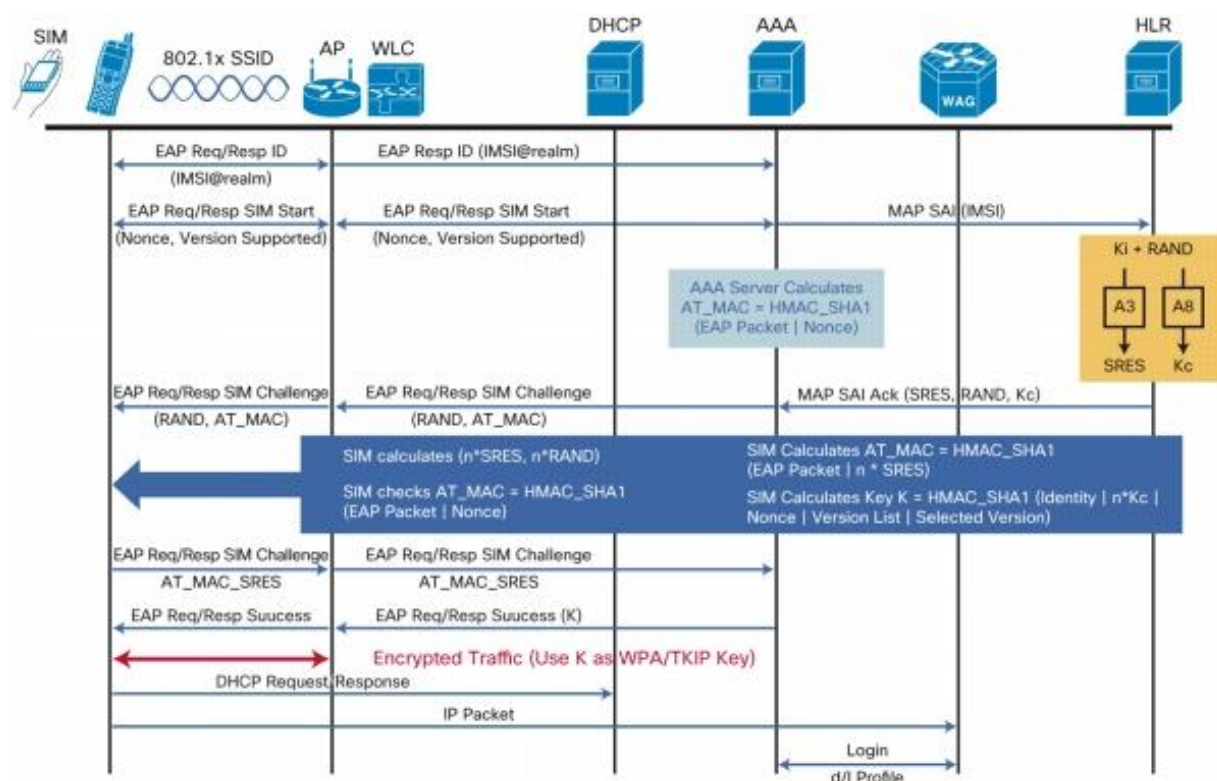 SIM
802.1x SSID
AP
WLC
DHCP
AAA
WAG
HLR
EAP Req/Resp ID
(IMSI@realm)
EAP Resp ID (IMSI@realm)
EAP Req/Resp SIM Start
(Nonce, Version Supported)
EAP Req/Resp SIM Start
(Nonce, Version Supported)
MAP SAI (IMSI)
Ki + RAND
A3
A8
SRES
Kc
AAA Server Calculates
AT_MAC = HMAC_SHA1
(EAP Packet | Nonce)
EAP Req/Resp SIM Challenge
(RAND, AT_MAC)
EAP Req/Resp SIM Challenge
(RAND, AT_MAC)
MAP SAI Ack (SRES, RAND, Kc)
SIM calculates (n*SRES, n*RAND)
SIM checks AT_MAC = HMAC_SHA1
(EAP Packet | Nonce)
SIM Calculates AT_MAC = HMAC_SHA1
(EAP Packet | n * SRES)
SIM Calculates Key K = HMAC_SHA1 (Identity | n*Kc |
Nonce | Version List | Selected Version)
EAP Req/Resp SIM Challenge
AT_MAC_SRES
EAP Req/Resp SIM Challenge
AT_MAC_SRES
EAP Req/Resp Suucess
EAP Req/Resp Suucess (K)
Encrypted Traffic (Use K as WPA/TKIP Key)
DHCP Request/Response
IP Packet
Login
d/l Profile